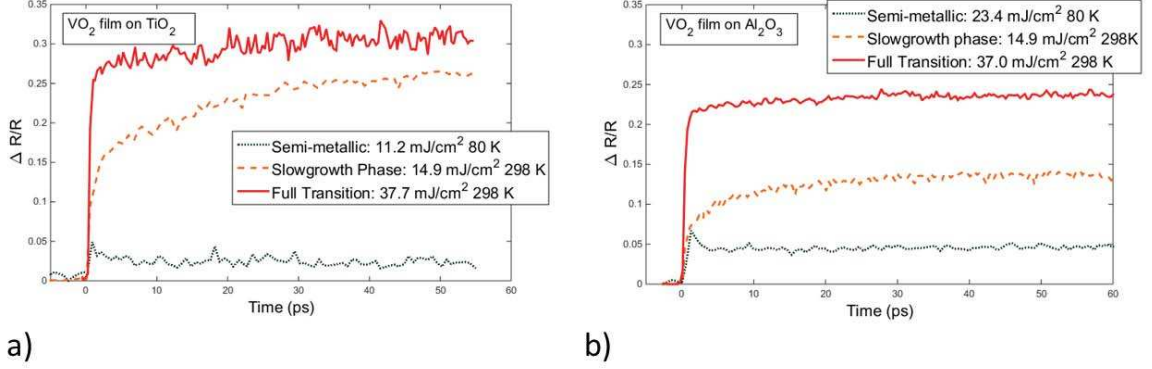 VO2 film on TiO2
0.35
0.3
0.25
0.2
0.15
0.1
0.05
0
Δ R/R
Semi-metallic: 11.2 mJ/cm2 80 K
Slowgrowth Phase: 14.9 mJ/cm2 298 K
Full Transition: 37.7 mJ/cm2 298 K
0 10 20 30 40 50 60
Time (ps)
a)
VO2 film on Al2O3
Semi-metallic: 23.4 mJ/cm2 80 K
Slowgrowth phase: 14.9 mJ/cm2 298K
Full Transition: 37.0 mJ/cm2 298 K
0.35
0.3
0.25
0.2
0.15
0.1
0.05
0
Δ R/R
0 10 20 30 40 50 60
Time (ps)
b)